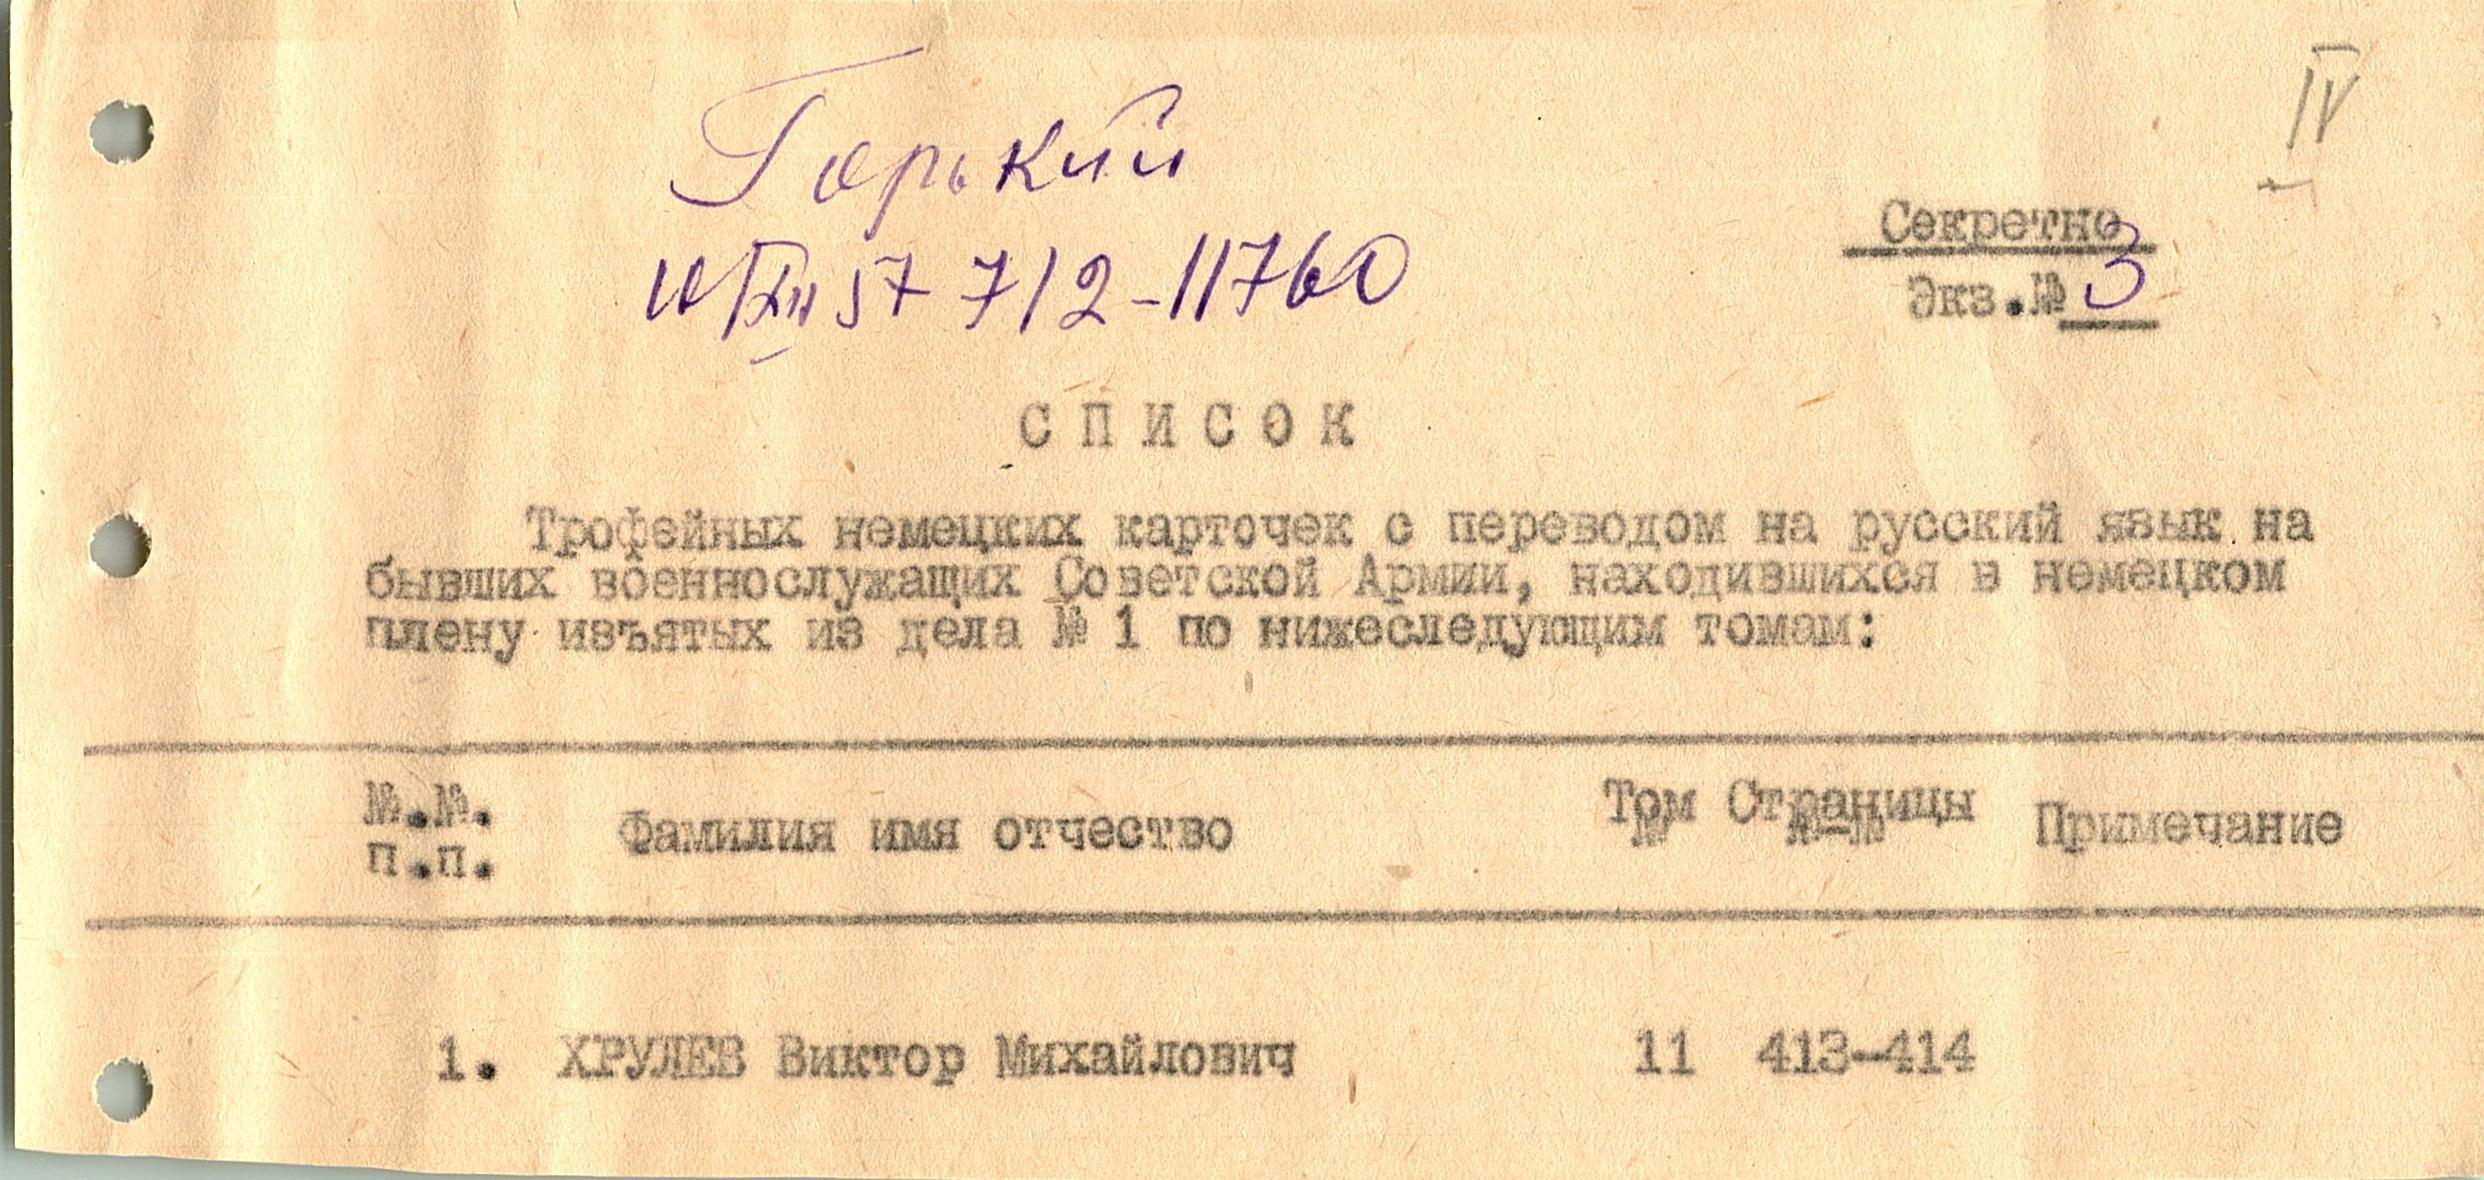 IV
Горький
7/2-11760
Секретно
Экз.№ 3
СПИСОК
Трофейных немецких карточек с переводом на русский язык на
бывших военнослужащих Советской Армии, находившихся в немецком
плену изъятых из дела № 1 по нижеследующим томам:
№.№. п.п. Фамилия имя отчество Том № Страницы №-№ Примечание
1. ХРУЛЕВ Виктор Михайлович 11 413-414